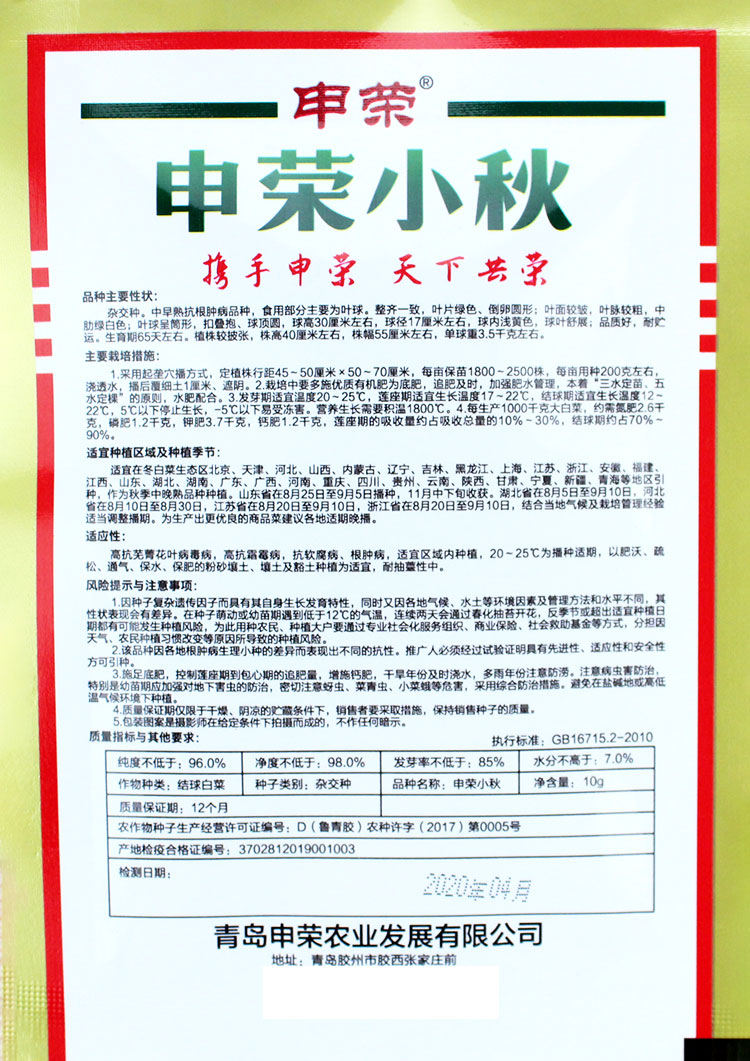 申荣®
申荣小秋
携手申荣 天下共荣
品种主要性状：
杂交种。中早熟抗根肿病品种，食用部分主要为叶球。整齐一致，叶片绿色、倒卵圆形；叶面较皱，叶脉较粗，中
肋绿白色；叶球呈筒形，扣叠抱、球顶圆，球高30厘米左右，球径17厘米左右，球内浅黄色，球叶舒展；品质好，耐贮
运。生育期65天左右。植株较披张，株高40厘米左右，株幅55厘米左右，单球重3.5千克左右。
主要栽培措施：
1.采用起垄穴播方式，定植株行距45～50厘米×50～70厘米，每亩保苗1800～2500株，每亩用种200克左右，
浇透水，播后覆细土1厘米、遮阴。2.栽培中要多施优质有机肥为底肥，追肥及时，加强肥水管理，本着“三水定苗、五
水定棵”的原则，水肥配合。3.发芽期适宜温度20～25℃，莲座期适宜生长温度17～22℃，结球期适宜生长温度12～
22℃，5℃以下停止生长，-5℃以下易受冻害。营养生长需要积温1800℃。4.每生产1000千克大白菜，约需氮肥2.6千
克，磷肥1.2千克，钾肥3.7千克，钙肥1.2千克，莲座期的吸收量约占吸收总量的10%～30%，结球期约占70%～
90%。
适宜种植区域及种植季节：
适宜在冬白菜生态区北京、天津、河北、山西、内蒙古、辽宁、吉林、黑龙江、上海、江苏、浙江、安徽、福建、
江西、山东、湖北、湖南、广东、广西、河南、重庆、四川、贵州、云南、陕西、甘肃、宁夏、新疆、青海等地区引
种，作为秋季中晚熟品种种植。山东省在8月25日至9月5日播种，11月中下旬收获。湖北省在8月5日至9月10日，河北
省在8月10日至8月30日，江苏省在8月20日至9月10日，浙江省在8月20日至9月10日，结合当地气候及栽培管理经验
适当调整播期。为生产出更优良的商品菜建议各地适期晚播。
适应性：
高抗芜菁花叶病毒病，高抗霜霉病，抗软腐病、根肿病，适宜区域内种植，20～25℃为播种适期，以肥沃、疏
松、通气、保水、保肥的粉砂壤土、壤土及豁土种植为适宜，耐抽薹性中。
风险提示与注意事项：
1.因种子复杂遗传因子而具有其自身生长发育特性，同时又因各地气候、水土等环境因素及管理方法和水平不同，其
性状表现会有差异。在种子萌动或幼苗期遇到低于12℃的气温，连续两天会通过春化抽苔开花，反季节或超出适宜种植日
期都有可能发生种植风险，为此用种农民、种植大户要通过专业社会化服务组织、商业保险、社会救助基金等方式，分担因
天气、农民种植习惯改变等原因所导致的种植风险。
2.该品种因各地根肿病生理小种的差异而表现出不同的抗性。推广人必须经过试验证明具有先进性、适应性和安全性
方可引种。
3.施足底肥，控制莲座期到包心期的追肥量，增施钙肥，干旱年份及时浇水，多雨年份注意防涝。注意病虫害防治，
特别是幼苗期应加强对地下害虫的防治，密切注意蚜虫、菜青虫、小菜蛾等危害，采用综合防治措施。避免在盐碱地或高低
温气候环境下种植。
4.质量保证期仅限于干燥、阴凉的贮藏条件下，销售者要采取措施，保持销售种子的质量。
5.包装图案是摄影师在给定条件下拍摄而成的，不作任何暗示。
质量指标与其他要求： 执行标准：GB16715.2-2010
纯度不低于：96.0% 净度不低于：98.0% 发芽率不低于：85% 水分不高于：7.0%
作物种类：结球白菜 种子类别：杂交种 品种名称：申荣小秋 净含量：10g
质量保证期：12个月
农作物种子生产经营许可证编号：D（鲁青胶）农种许字（2017）第0005号
产地检疫合格证编号：3702812019001003
检测日期： 2020年04月
青岛申荣农业发展有限公司
地址：青岛胶州市胶西张家庄前